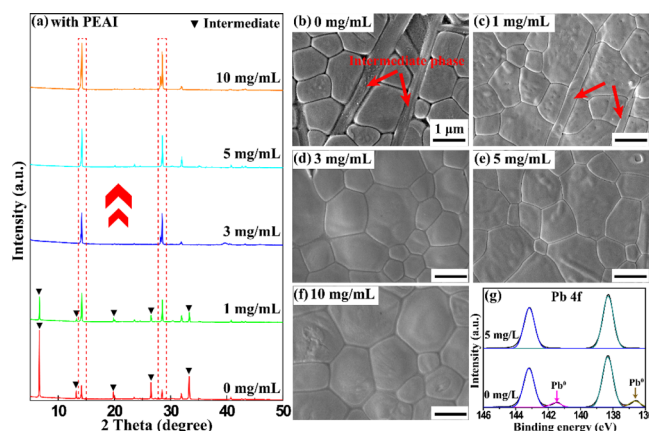 (a) with PEAI
▼ Intermediate
10 mg/mL
5 mg/mL
3 mg/mL
1 mg/mL
0 mg/mL
Intensity (a.u.)
10 20 30 40 50
2 Theta (degree)
(b) 0 mg/mL
Intermediate phase
1 μm
(c) 1 mg/mL
(d) 3 mg/mL
(e) 5 mg/mL
(f) 10 mg/mL
(g)
Pb 4f
5 mg/L
0 mg/L
Pb⁰
Pb⁰
Intensity (a.u.)
146 144 142 140 138 136
Binding energy (eV)